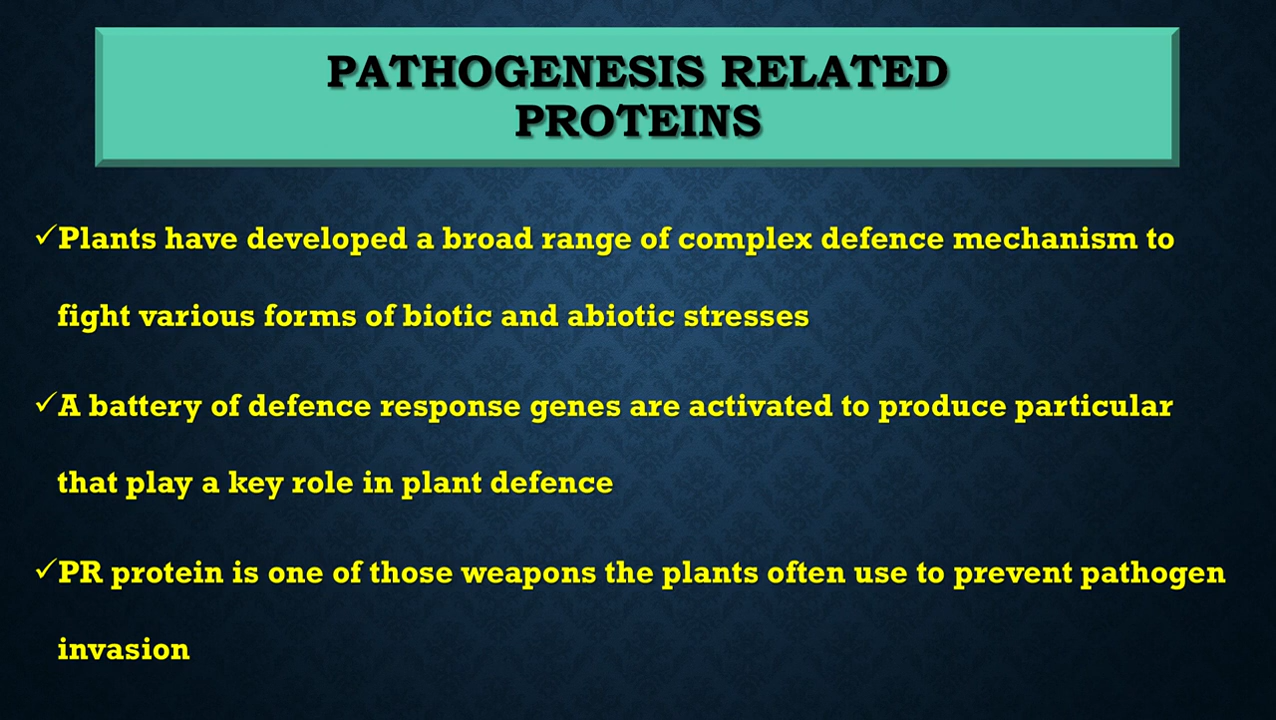 PATHOGENESIS RELATED
PROTEINS
✓Plants have developed a broad range of complex defence mechanism to
fight various forms of biotic and abiotic stresses
✓A battery of defence response genes are activated to produce particular
that play a key role in plant defence
✓PR protein is one of those weapons the plants often use to prevent pathogen
invasion